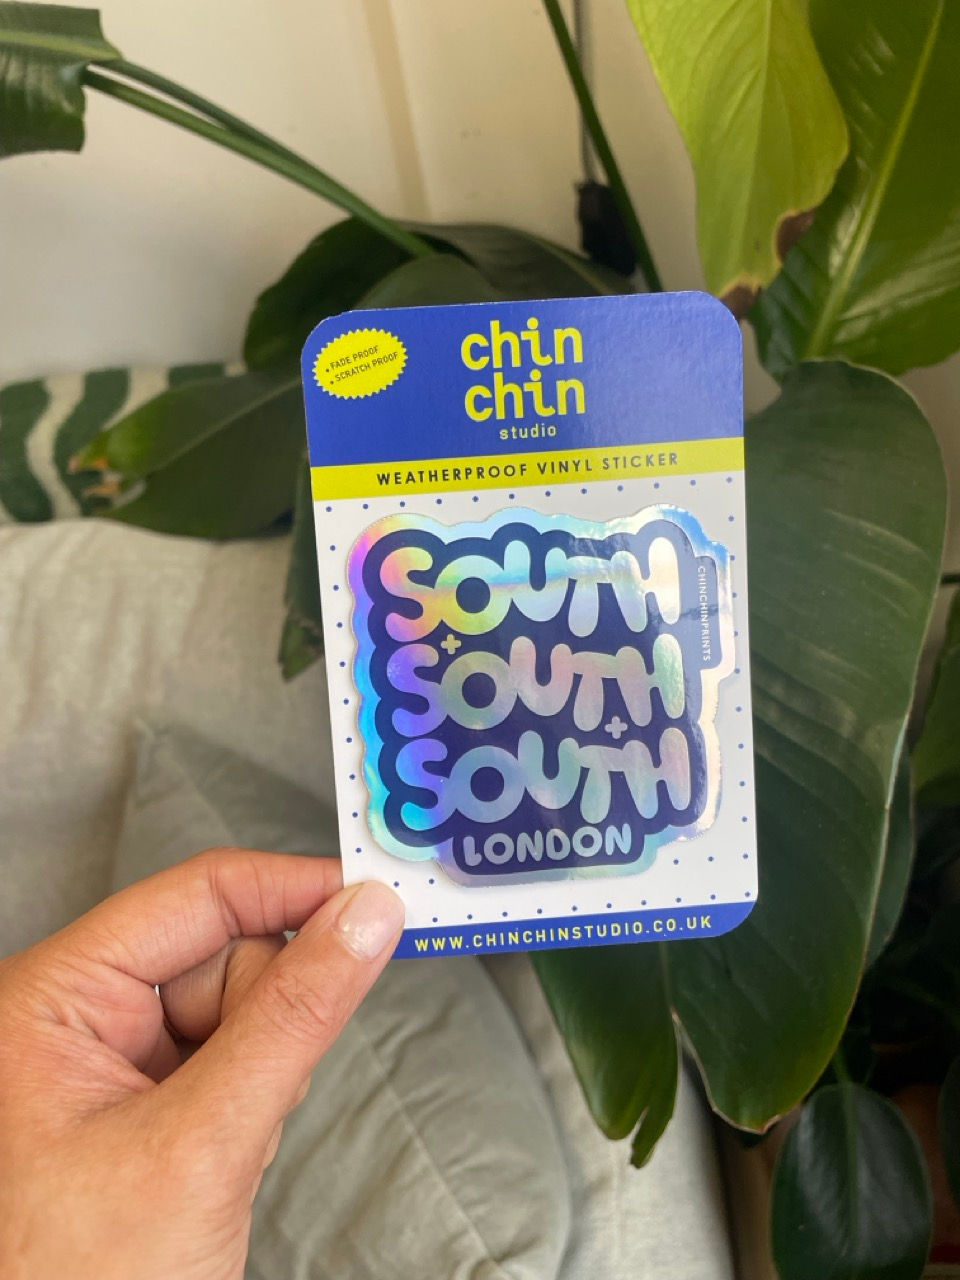 • FADE PROOF
• SCRATCH PROOF
chin
chin
studio
WEATHERPROOF VINYL STICKER
SOUTH
+
SOUTH
+
SOUTH
LONDON
CHINCHINPRINTS
WWW.CHINCHINSTUDIO.CO.UK